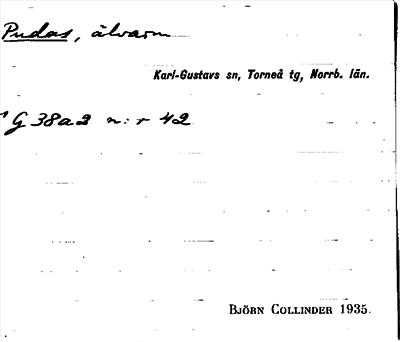 Pudas, älvarm
Karl-Gustavs sn, Torneå tg, Norrb. län.
G 38a2 n:r 42
BJÖRN COLLINDER 1935.